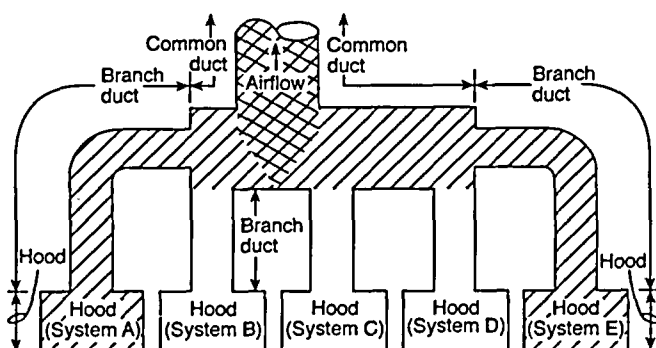 Common
duct
Common
duct
Branch
duct
Airflow
Branch
duct
Branch
duct
Hood
Hood
Hood
(System A)
Hood
(System B)
Hood
(System C)
Hood
(System D)
Hood
(System E)